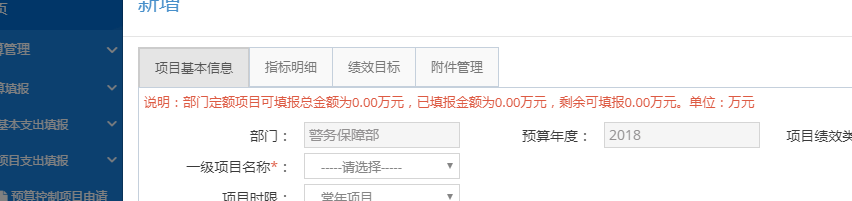 页
新增
算管理
项目基本信息 指标明细 绩效目标 附件管理
算填报
说明：部门定额项目可填报总金额为0.00万元，已填报金额为0.00万元，剩余可填报0.00万元。单位：万元
基本支出填报
部门： 警务保障部 预算年度： 2018 项目绩效类
项目支出填报
一级项目名称*： -----请选择-----
预算控制项目申请
项目时限： 常年项目